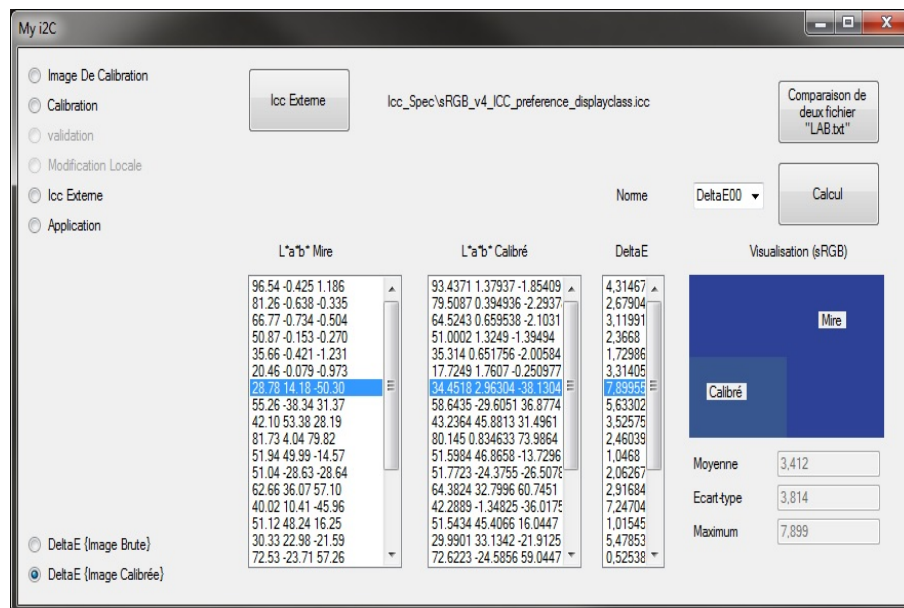 My i2C
Image De Calibration
Calibration
validation
Modification Locale
Icc Externe
Application
Icc Externe
Icc_Spec\sRGB_v4_ICC_preference_displayclass.icc
Comparaison de
deux fichier
"LAB.txt"
Norme
DeltaE00
Calcul
L*a*b* Mire
L*a*b* Calibré
DeltaE
Visualisation (sRGB)
96.54 -0.425 1.186
81.26 -0.638 -0.335
66.77 -0.734 -0.504
50.87 -0.153 -0.270
35.66 -0.421 -1.231
20.46 -0.079 -0.973
28.78 14.18 -50.30
55.26 -38.34 31.37
42.10 53.38 28.19
81.73 4.04 79.82
51.94 49.99 -14.57
51.04 -28.63 -28.64
62.66 36.07 57.10
40.02 10.41 -45.96
51.12 48.24 16.25
30.33 22.98 -21.59
72.53 -23.71 57.26
93.4371 1.37937 -1.85409
79.5087 0.394936 -2.2937
64.5243 0.659538 -2.1031
51.0002 1.3249 -1.39494
35.314 0.651756 -2.00584
17.7249 1.7607 -0.250977
34.4518 2.96304 -38.1304
58.6435 -29.6051 36.8774
43.2364 45.8813 31.4961
80.145 0.834633 73.9864
51.5984 46.8658 -13.7296
51.7723 -24.3755 -26.5078
64.3824 32.7996 60.7451
42.2889 -1.34825 -36.0175
51.5434 45.4066 16.0447
29.9901 33.1342 -21.9125
72.6223 -24.5856 59.0447
4,31467
2,67904
3,11991
2,3668
1,72986
3,31405
7,89955
5,63302
3,52575
2,46039
1,0468
2,06267
2,91684
7,24704
1,01545
5,47853
0,52538
Mire
Calibré
Moyenne
3,412
Ecart-type
3,814
Maximum
7,899
DeltaE {Image Brute}
DeltaE {Image Calibrée}